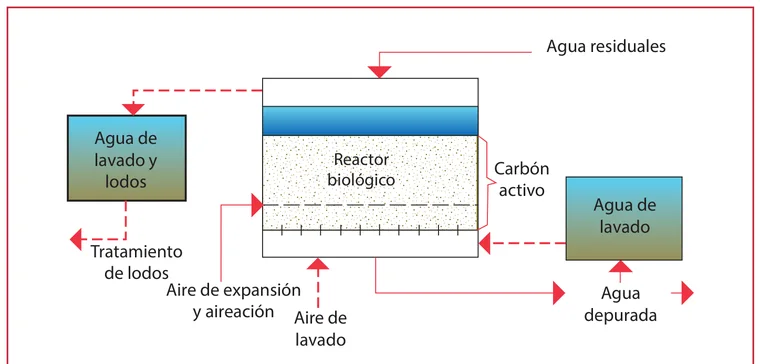 Agua residuales
Agua de
lavado y
lodos
Reactor
biológico
Carbón
activo
Agua de
lavado
Tratamiento
de lodos
Aire de expansión
y aireación
Aire de
lavado
Agua
depurada